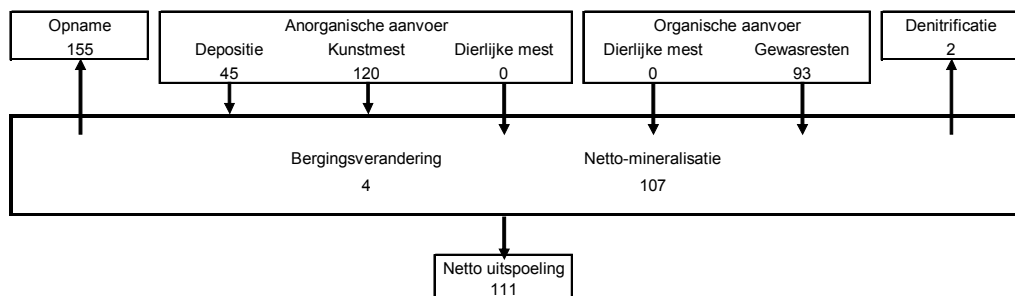 Opname
155
Anorganische aanvoer
Depositie Kunstmest Dierlijke mest
45 120 0
Organische aanvoer
Dierlijke mest Gewasresten
0 93
Denitrificatie
2
Bergingsverandering Netto-mineralisatie
4 107
Netto uitspoeling
111